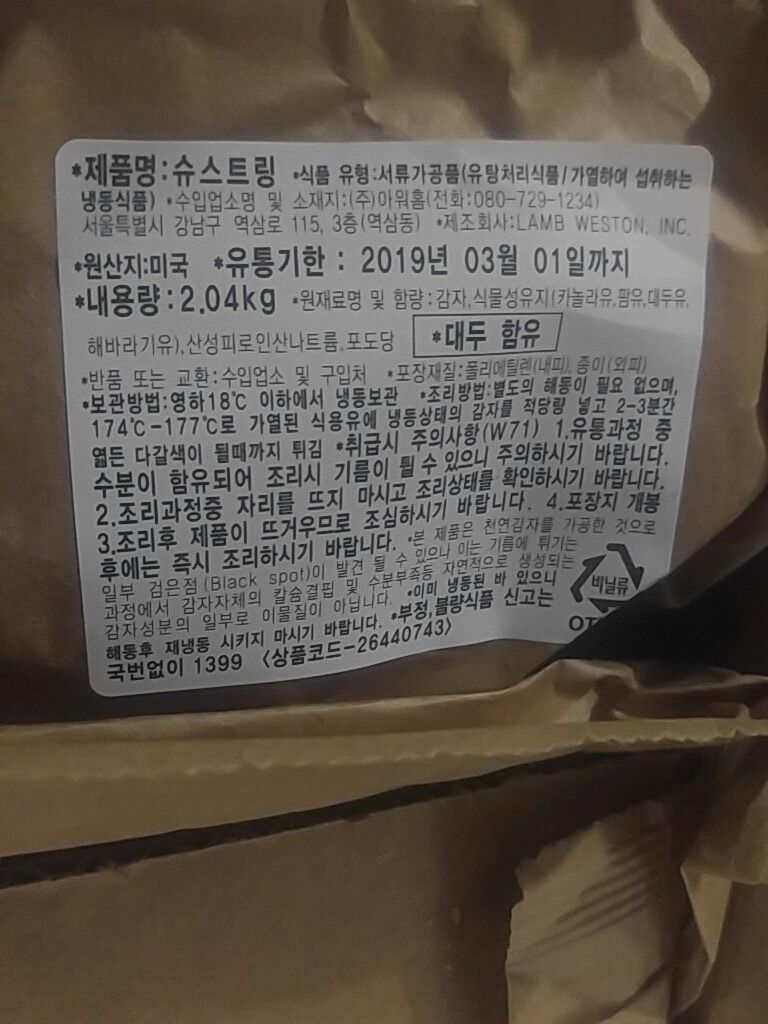 *제품명:슈스트링 *식품 유형:서류가공품(유탕처리식품/가열하여 섭취하는
냉동식품) *수입업소명 및 소재지:(주)아워홈(전화:080-729-1234)
서울특별시 강남구 역삼로 115, 3층(역삼동) *제조회사:LAMB WESTON, INC.
*원산지:미국 *유통기한 : 2019년 03월 01일까지
*내용량:2.04kg *원재료명 및 함량:감자,식물성유지(카놀라유,팜유,대두유,
해바라기유),산성피로인산나트륨,포도당 *대두 함유
*반품 또는 교환:수입업소 및 구입처 *포장재질:폴리에틸렌(내피),종이(외피)
*보관방법:영하18℃ 이하에서 냉동보관 *조리방법:별도의 해동이 필요 없으며,
174℃-177℃로 가열된 식용유에 냉동상태의 감자를 적당량 넣고 2-3분간
엷든 다갈색이 될때까지 튀김 *취급시 주의사항(W71) 1.유통과정 중
수분이 함유되어 조리시 기름이 튈 수 있으니 주의하시기 바랍니다.
2.조리과정중 자리를 뜨지 마시고 조리상태를 확인하시기 바랍니다.
3.조리후 제품이 뜨거우므로 조심하시기 바랍니다. 4.포장지 개봉
후에는 즉시 조리하시기 바랍니다. *본 제품은 천연감자를 가공한 것으로
일부 검은점(Black spot)이 발견 될 수 있으나 이는 기름에 튀기는
과정에서 감자자체의 칼슘결핍 및 수분부족등 자연적으로 생성되는
감자성분의 일부로 이물질이 아닙니다. *이미 냉동된 바 있으니
해동후 재냉동 시키지 마시기 바랍니다. *부정,불량식품 신고는
국번없이 1399 〈상품코드-26440743〉
비닐류